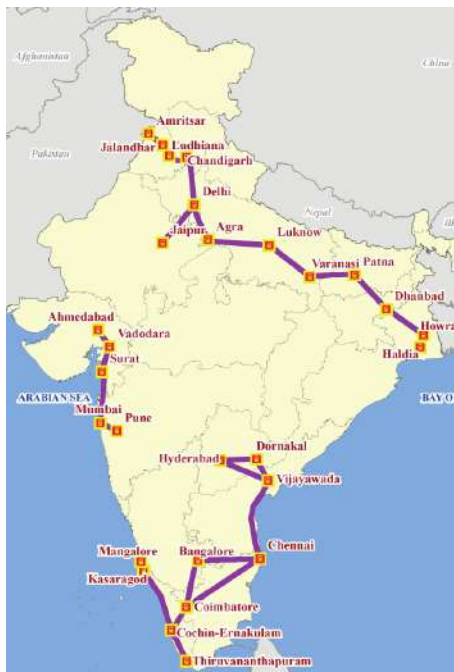 Afghanistan
China
Amritsar
Ludhiana
Jalandhar
Chandigarh
Pakistan
Delhi
Nepal
Jaipur
Agra
Luknow
Varanasi
Patna
Dhanbad
Ahmedabad
Howra
Vadodara
Haldia
Surat
ARABIAN SEA
BAY O
Mumbai
Pune
Dornakal
Hyderabad
Vijayawada
Chennai
Mangalore
Bangalore
Kasaragod
Coimbatore
Cochin-Ernakulam
Thiruvananthapuram